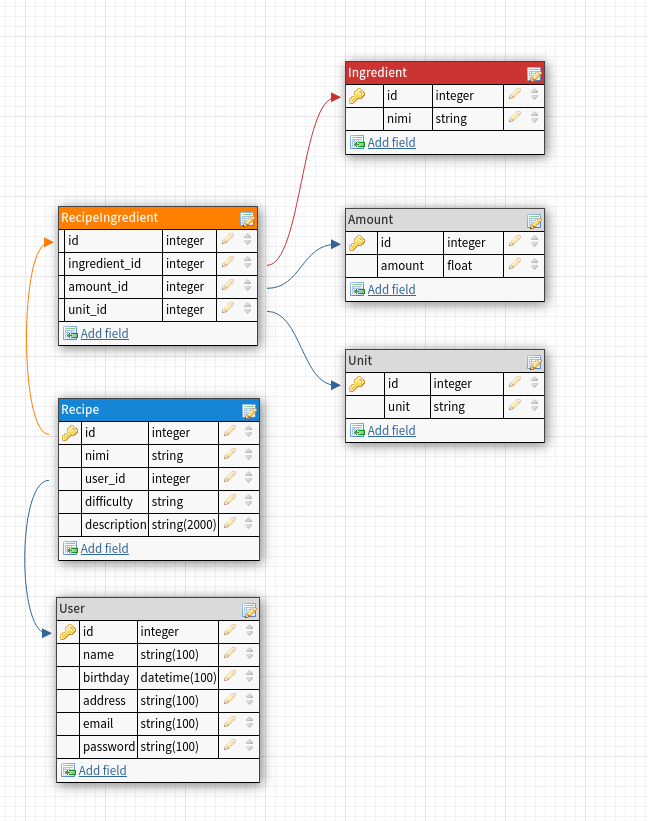 Ingredient
id integer
nimi string
Add field
RecipeIngredient
id integer
ingredient_id integer
amount_id integer
unit_id integer
Add field
Amount
id integer
amount float
Add field
Unit
id integer
unit string
Add field
Recipe
id integer
nimi string
user_id integer
difficulty string
description string(2000)
Add field
User
id integer
name string(100)
birthday datetime(100)
address string(100)
email string(100)
password string(100)
Add field